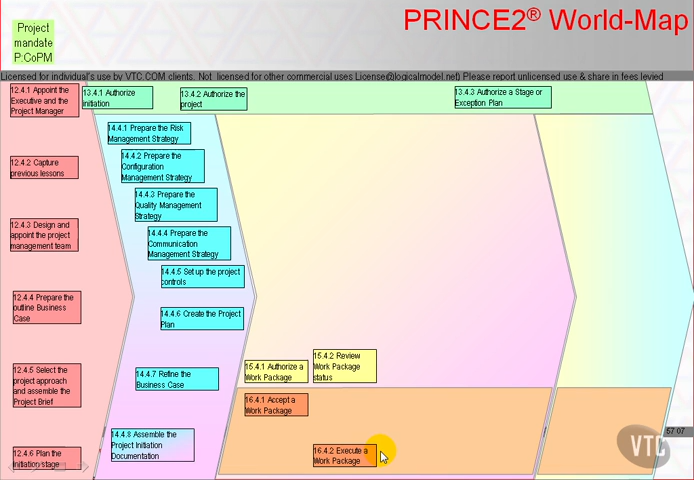 PRINCE2® World-Map
Project
mandate
P:CoPM
Licensed for individual's use by VTC.COM clients. Not licensed for other commercial uses License@logicalmodel.net) Please report unlicensed use & share in fees levied
12.4.1 Appoint the
Executive and the
Project Manager
13.4.1 Authorize
initiation
13.4.2 Authorize the
project
13.4.3 Authorize a Stage or
Exception Plan
14.4.1 Prepare the Risk
Management Strategy
12.4.2 Capture
previous lessons
14.4.2 Prepare the
Configuration
Management Strategy
14.4.3 Prepare the
Quality Management
Strategy
12.4.3 Design and
appoint the project
management team
14.4.4 Prepare the
Communication
Management Strategy
14.4.5 Set up the project
controls
12.4.4 Prepare the
outline Business
Case
14.4.6 Create the Project
Plan
12.4.5 Select the
project approach
and assemble the
Project Brief
14.4.7 Refine the
Business Case
15.4.1 Authorize a
Work Package
15.4.2 Review
Work Package
status
16.4.1 Accept a
Work Package
14.4.8 Assemble the
Project Initiation
Documentation
12.4.6 Plan the
initiation stage
16.4.2 Execute a
Work Package
57 07
VTC